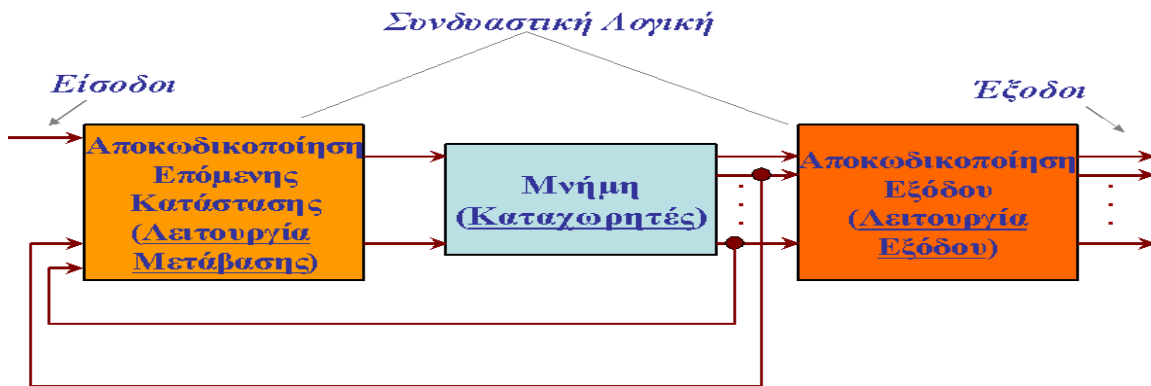 Συνδυαστική Λογική
Είσοδοι
Έξοδοι
Αποκωδικοποίηση
Επόμενης
Κατάστασης
(Λειτουργία
Μετάβασης)
Μνήμη
(Καταχωρητές)
Αποκωδικοποίηση
Εξόδου
(Λειτουργία
Εξόδου)